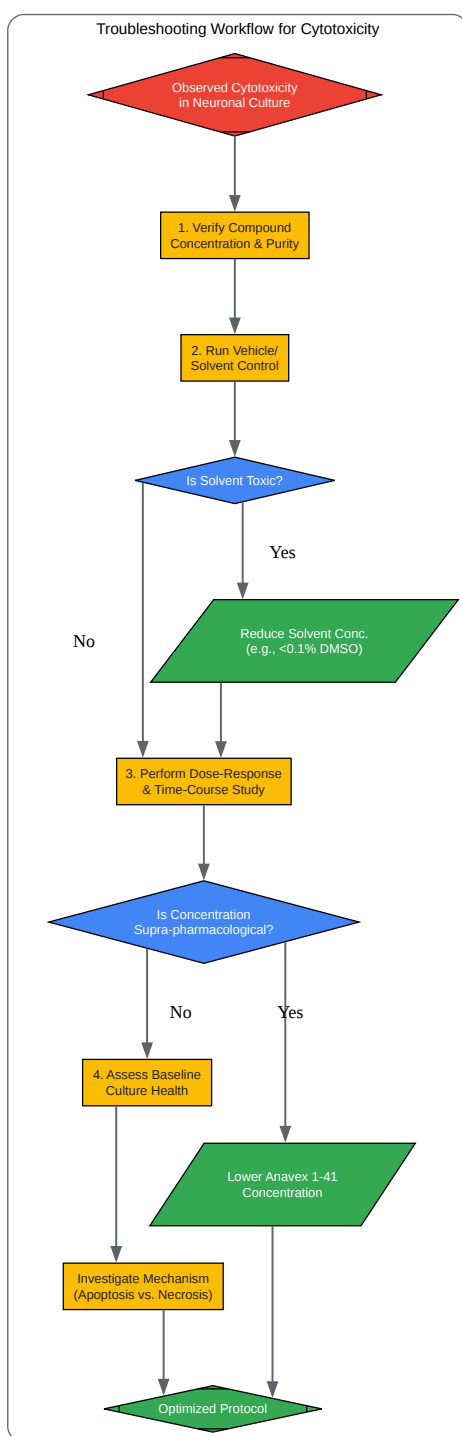 Troubleshooting Workflow for Cytotoxicity
Observed Cytotoxicity
in Neuronal Culture
1. Verify Compound
Concentration & Purity
2. Run Vehicle/
Solvent Control
Is Solvent Toxic?
Yes
No
Reduce Solvent Conc.
(e.g., <0.1% DMSO)
3. Perform Dose-Response
& Time-Course Study
Is Concentration
Supra-pharmacological?
No
Yes
4. Assess Baseline
Culture Health
Lower Anavex 1-41
Concentration
Investigate Mechanism
(Apoptosis vs. Necrosis)
Optimized Protocol